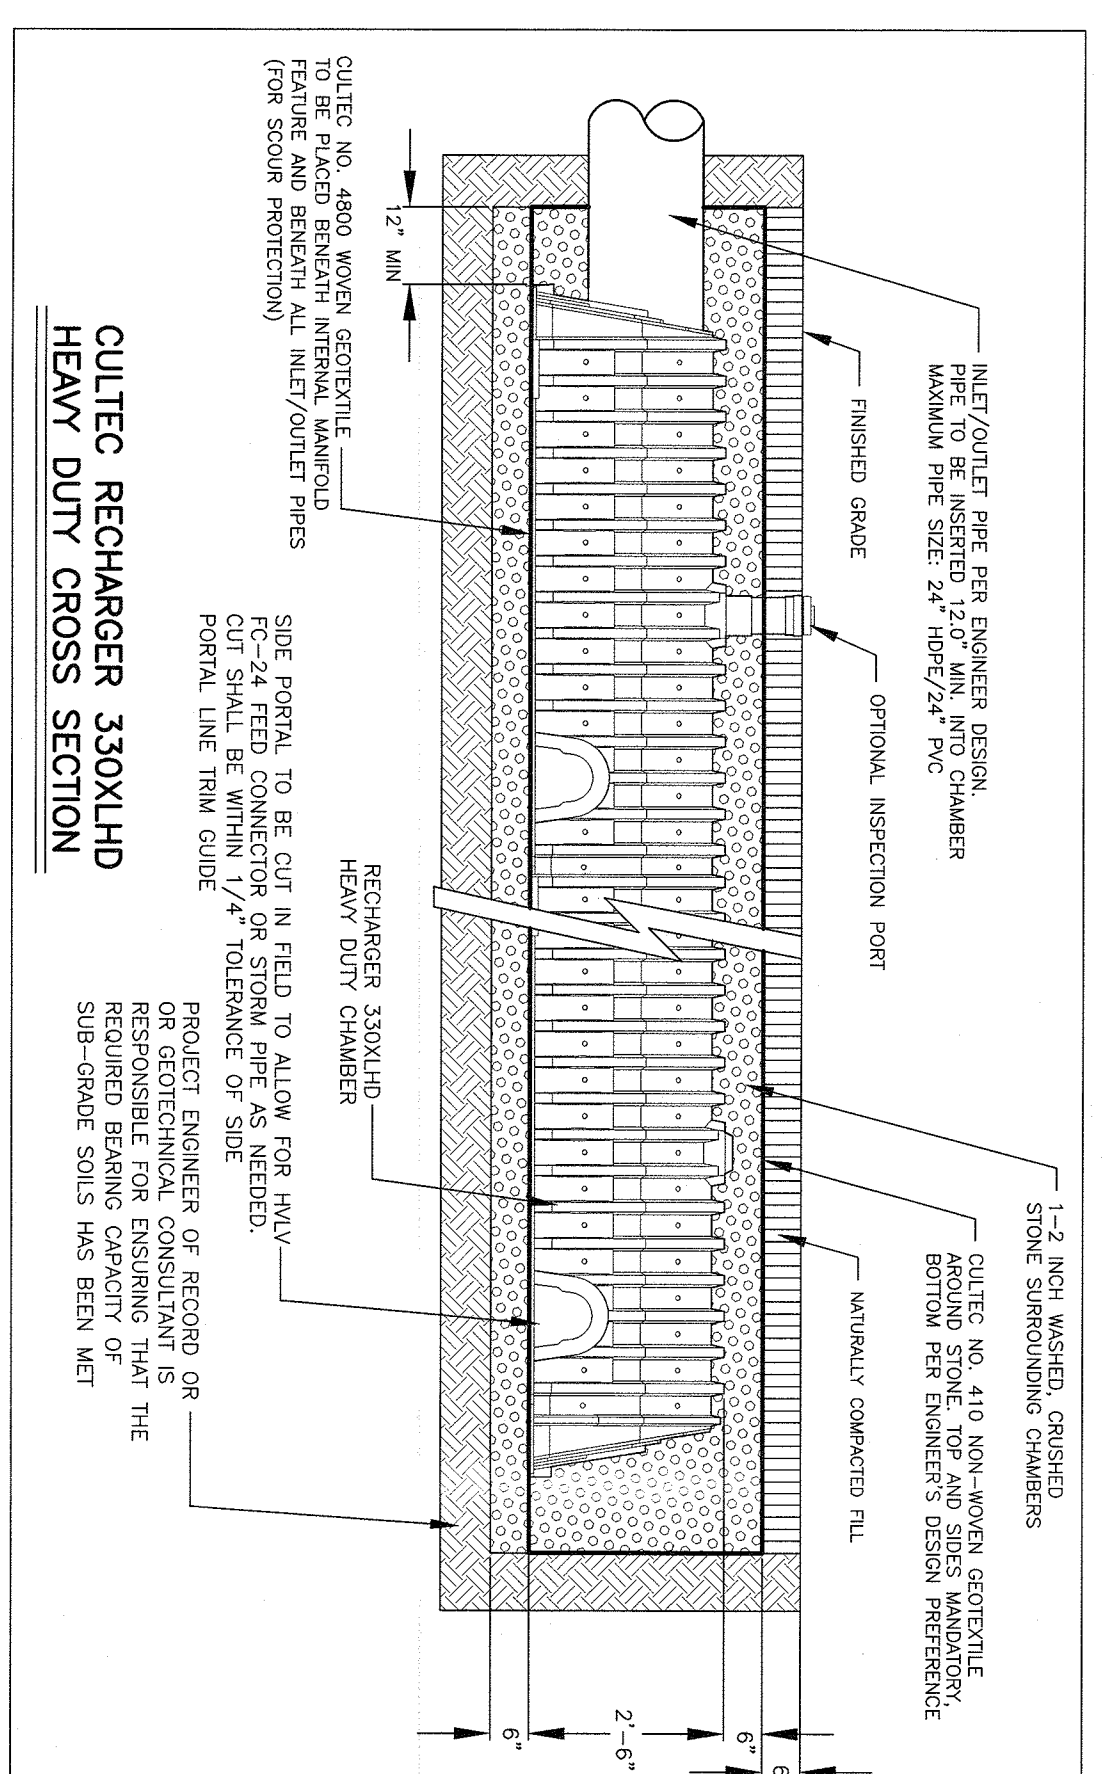 1-2 INCH WASHED, CRUSHED
STONE SURROUNDING CHAMBERS
INLET/OUTLET PIPE PER ENGINEER DESIGN.
PIPE TO BE INSERTED 12.0" MIN. INTO CHAMBER
MAXIMUM PIPE SIZE: 24" HDPE/24" PVC
CULTEC NO. 410 NON-WOVEN GEOTEXTILE
AROUND STONE. TOP AND SIDES MANDATORY,
BOTTOM PER ENGINEER'S DESIGN PREFERENCE
FINISHED GRADE
OPTIONAL INSPECTION PORT
NATURALLY COMPACTED FILL
6
6"
2'-6"
6"
12" MIN
CULTEC NO. 4800 WOVEN GEOTEXTILE
TO BE PLACED BENEATH INTERNAL MANIFOLD
FEATURE AND BENEATH ALL INLET/OUTLET PIPES
(FOR SCOUR PROTECTION)
RECHARGER 330XLHD
HEAVY DUTY CHAMBER
SIDE PORTAL TO BE CUT IN FIELD TO ALLOW FOR HVLV
FC-24 FEED CONNECTOR OR STORM PIPE AS NEEDED.
CUT SHALL BE WITHIN 1/4" TOLERANCE OF SIDE
PORTAL LINE TRIM GUIDE
PROJECT ENGINEER OF RECORD OR
OR GEOTECHNICAL CONSULTANT IS
RESPONSIBLE FOR ENSURING THAT THE
REQUIRED BEARING CAPACITY OF
SUB-GRADE SOILS HAS BEEN MET
CULTEC RECHARGER 330XLHD
HEAVY DUTY CROSS SECTION